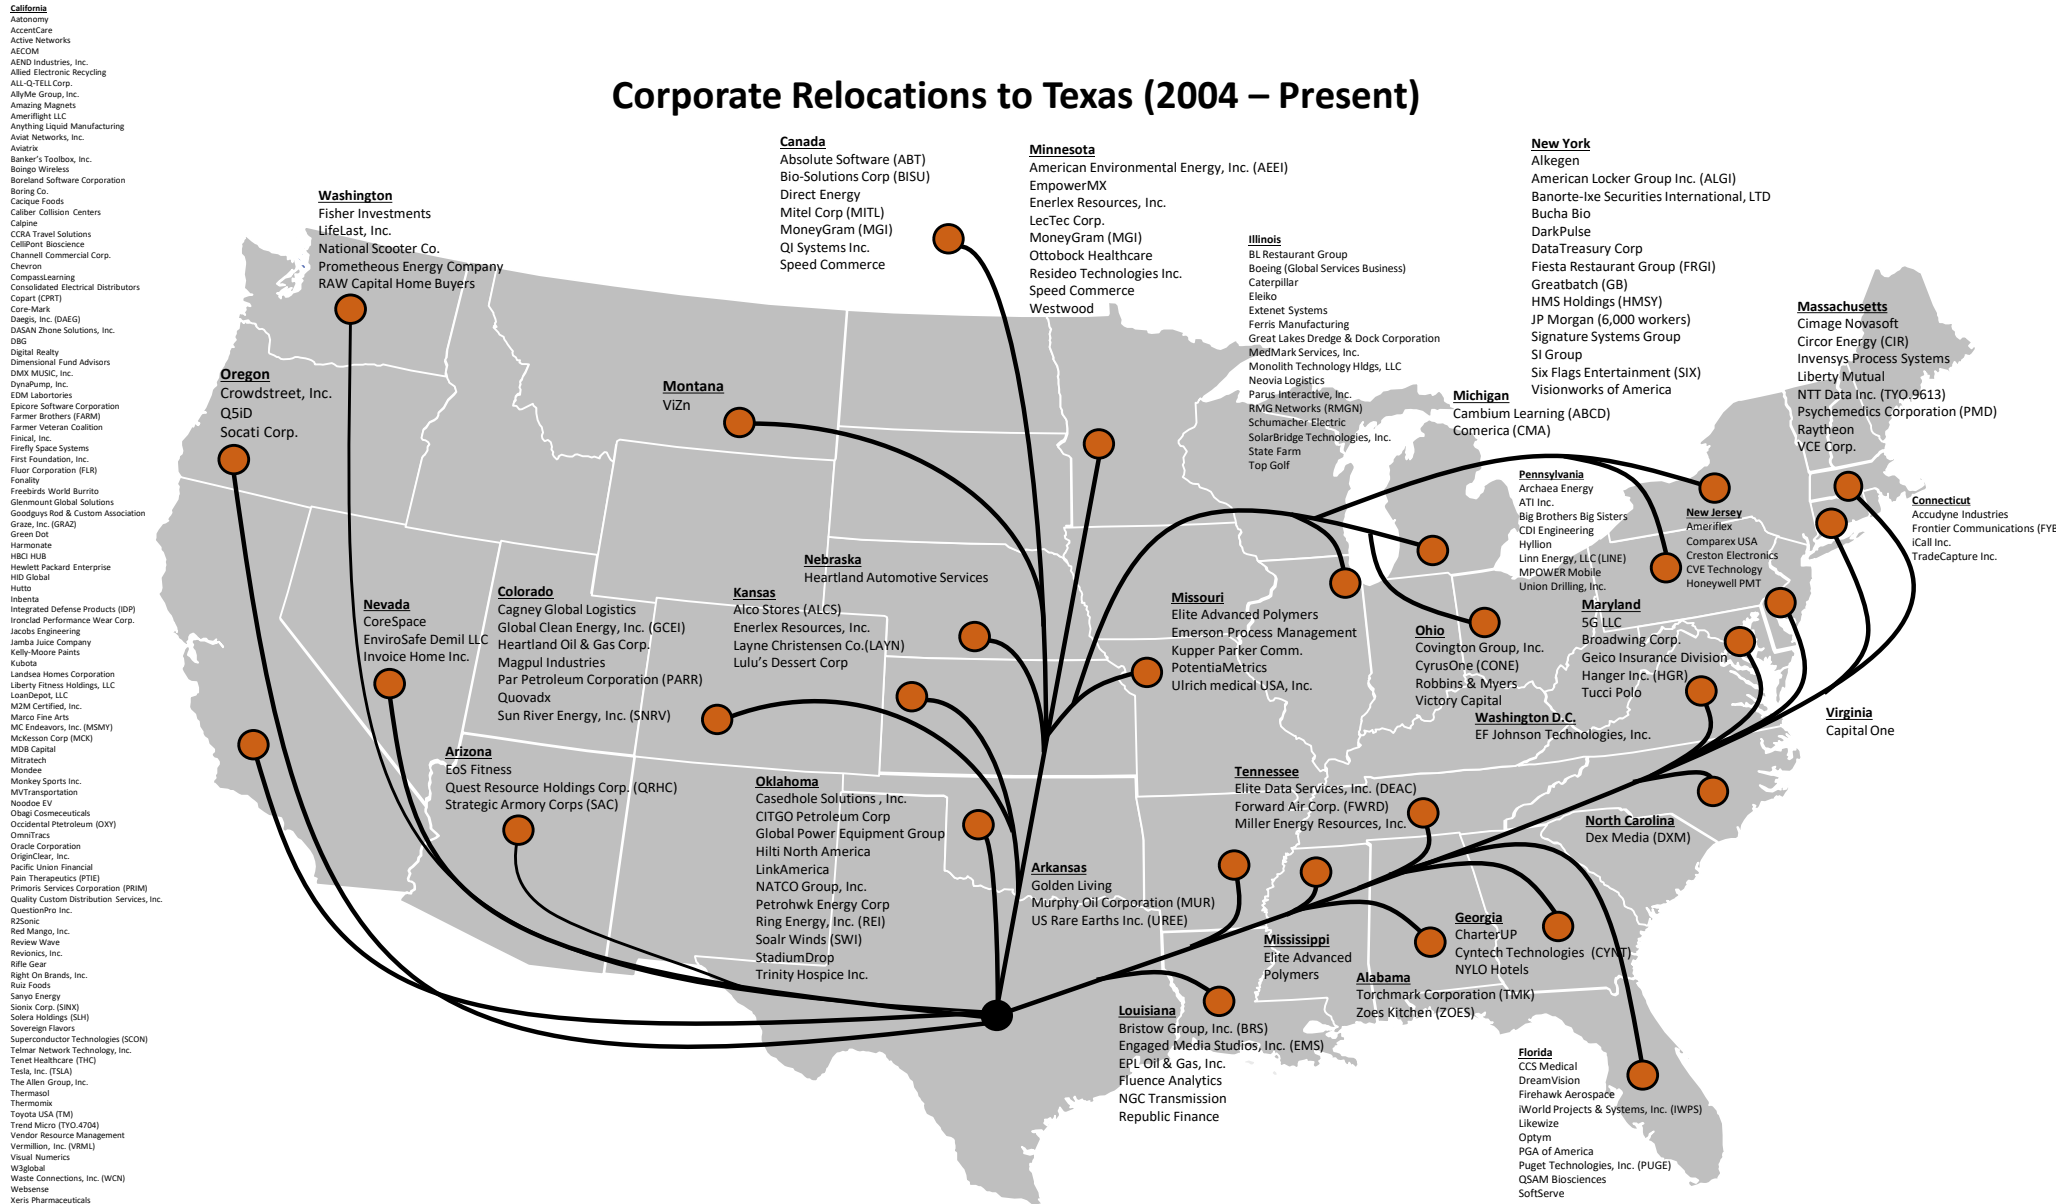 California
Aatonomy
AccentCare
Active Networks
AECOM
AEND Industries, Inc.
Allied Electronic Recycling
ALL-Q-TELL Corp.
AllyMe Group, Inc.
Amazing Magnets
Ameriflight LLC
Anything Liquid Manufacturing
Aviat Networks, Inc.
Aviatrix
Banker's Toolbox, Inc.
Boingo Wireless
Boreland Software Corporation
Boring Co.
Cacique Foods
Caliber Collision Centers
Calpine
CCRA Travel Solutions
CelliPont Bioscience
Channell Commercial Corp.
Chevron
CompassLearning
Consolidated Electrical Distributors
Copart (CPRT)
Core-Mark
Daegis, Inc. (DAEG)
DASAN Zhone Solutions, Inc.
DBG
Digital Realty
Dimensional Fund Advisors
DMX MUSIC, Inc.
DynaPump, Inc.
EDM Labortories
Epicore Software Corporation
Farmer Brothers (FARM)
Farmer Veteran Coalition
Finical, Inc.
Firefly Space Systems
First Foundation, Inc.
Fluor Corporation (FLR)
Fonality
Freebirds World Burrito
Glenmount Global Solutions
Goodguys Rod & Custom Association
Graze, Inc. (GRAZ)
Green Dot
Harmonate
HBCI HUB
Hewlett Packard Enterprise
HID Global
Hutto
Inbenta
Integrated Defense Products (IDP)
Ironclad Performance Wear Corp.
Jacobs Engineering
Jamba Juice Company
Kelly-Moore Paints
Kubota
Landsea Homes Corporation
Liberty Fitness Holdings, LLC
LoanDepot, LLC
M2M Certified, Inc.
Marco Fine Arts
MC Endeavors, Inc. (MSMY)
McKesson Corp (MCK)
MDB Capital
Mitratech
Mondee
Monkey Sports Inc.
MVTransportation
Noodoe EV
Obagi Cosmeceuticals
Occidental Ptetroleum (OXY)
OmniTracs
Oracle Corporation
OriginClear, Inc.
Pacific Union Financial
Pain Therapeutics (PTIE)
Primoris Services Corporation (PRIM)
Quality Custom Distribution Services, Inc.
QuestionPro Inc.
R2Sonic
Red Mango, Inc.
Review Wave
Revionics, Inc.
Rifle Gear
Right On Brands, Inc.
Ruiz Foods
Sanyo Energy
Sionix Corp. (SINX)
Solera Holdings (SLH)
Sovereign Flavors
Superconductor Technologies (SCON)
Telmar Network Technology, Inc.
Tenet Healthcare (THC)
Tesla, Inc. (TSLA)
The Allen Group, Inc.
Thermasol
Thermomix
Toyota USA (TM)
Trend Micro (TYO.4704)
Vendor Resource Management
Vermillion, Inc. (VRML)
Visual Numerics
W3global
Waste Connections, Inc. (WCN)
Websense
Xeris Pharmaceuticals
Corporate Relocations to Texas (2004 – Present)
Washington
Fisher Investments
LifeLast, Inc.
National Scooter Co.
Prometheous Energy Company
RAW Capital Home Buyers
Oregon
Crowdstreet, Inc.
Q5iD
Socati Corp.
Montana
ViZn
Canada
Absolute Software (ABT)
Bio-Solutions Corp (BISU)
Direct Energy
Mitel Corp (MITL)
MoneyGram (MGI)
QI Systems Inc.
Speed Commerce
Minnesota
American Environmental Energy, Inc. (AEEI)
EmpowerMX
Enerlex Resources, Inc.
LecTec Corp.
MoneyGram (MGI)
Ottobock Healthcare
Resideo Technologies Inc.
Speed Commerce
Westwood
Illinois
BL Restaurant Group
Boeing (Global Services Business)
Caterpillar
Eleiko
Extenet Systems
Ferris Manufacturing
Great Lakes Dredge & Dock Corporation
MedMark Services, Inc.
Monolith Technology Hldgs, LLC
Neovia Logistics
Parus Interactive, Inc.
RMG Networks (RMGN)
Schumacher Electric
SolarBridge Technologies, Inc.
State Farm
Top Golf
New York
Alkegen
American Locker Group Inc. (ALGI)
Banorte-Ixe Securities International, LTD
Bucha Bio
DarkPulse
DataTreasury Corp
Fiesta Restaurant Group (FRGI)
Greatbatch (GB)
HMS Holdings (HMSY)
JP Morgan (6,000 workers)
Signature Systems Group
SI Group
Six Flags Entertainment (SIX)
Visionworks of America
Michigan
Cambium Learning (ABCD)
Comerica (CMA)
Massachusetts
Cimage Novasoft
Circor Energy (CIR)
Invensys Process Systems
Liberty Mutual
NTT Data Inc. (TYO.9613)
Psychemedics Corporation (PMD)
Raytheon
VCE Corp.
Pennsylvania
Archaea Energy
ATI Inc.
Big Brothers Big Sisters
CDI Engineering
Hyllion
Linn Energy, LLC (LINE)
MPOWER Mobile
Union Drilling, Inc.
New Jersey
Ameriflex
Comparex USA
Creston Electronics
CVE Technology
Honeywell PMT
Connecticut
Accudyne Industries
Frontier Communications (FYB
iCall Inc.
TradeCapture Inc.
Nevada
CoreSpace
EnviroSafe Demil LLC
Invoice Home Inc.
Colorado
Cagney Global Logistics
Global Clean Energy, Inc. (GCEI)
Heartland Oil & Gas Corp.
Magpul Industries
Par Petroleum Corporation (PARR)
Quovadx
Sun River Energy, Inc. (SNRV)
Nebraska
Heartland Automotive Services
Kansas
Alco Stores (ALCS)
Enerlex Resources, Inc.
Layne Christensen Co.(LAYN)
Lulu's Dessert Corp
Missouri
Elite Advanced Polymers
Emerson Process Management
Kupper Parker Comm.
PotentiaMetrics
Ulrich medical USA, Inc.
Ohio
Covington Group, Inc.
CyrusOne (CONE)
Robbins & Myers
Victory Capital
Maryland
5G LLC
Broadwing Corp.
Geico Insurance Division
Hanger Inc. (HGR)
Tucci Polo
Washington D.C.
EF Johnson Technologies, Inc.
Virginia
Capital One
Arizona
EoS Fitness
Quest Resource Holdings Corp. (QRHC)
Strategic Armory Corps (SAC)
Oklahoma
Casedhole Solutions , Inc.
CITGO Petroleum Corp
Global Power Equipment Group
Hilti North America
LinkAmerica
NATCO Group, Inc.
Petrohwk Energy Corp
Ring Energy, Inc. (REI)
Soalr Winds (SWI)
StadiumDrop
Trinity Hospice Inc.
Tennessee
Elite Data Services, Inc. (DEAC)
Forward Air Corp. (FWRD)
Miller Energy Resources, Inc.
North Carolina
Dex Media (DXM)
Arkansas
Golden Living
Murphy Oil Corporation (MUR)
US Rare Earths Inc. (UREE)
Mississippi
Elite Advanced
Polymers
Georgia
CharterUP
Cyntech Technologies (CYNT)
NYLO Hotels
Alabama
Torchmark Corporation (TMK)
Zoes Kitchen (ZOES)
Louisiana
Bristow Group, Inc. (BRS)
Engaged Media Studios, Inc. (EMS)
EPL Oil & Gas, Inc.
Fluence Analytics
NGC Transmission
Republic Finance
Florida
CCS Medical
DreamVision
Firehawk Aerospace
iWorld Projects & Systems, Inc. (IWPS)
Likewize
Optym
PGA of America
Puget Technologies, Inc. (PUGE)
QSAM Biosciences
SoftServe